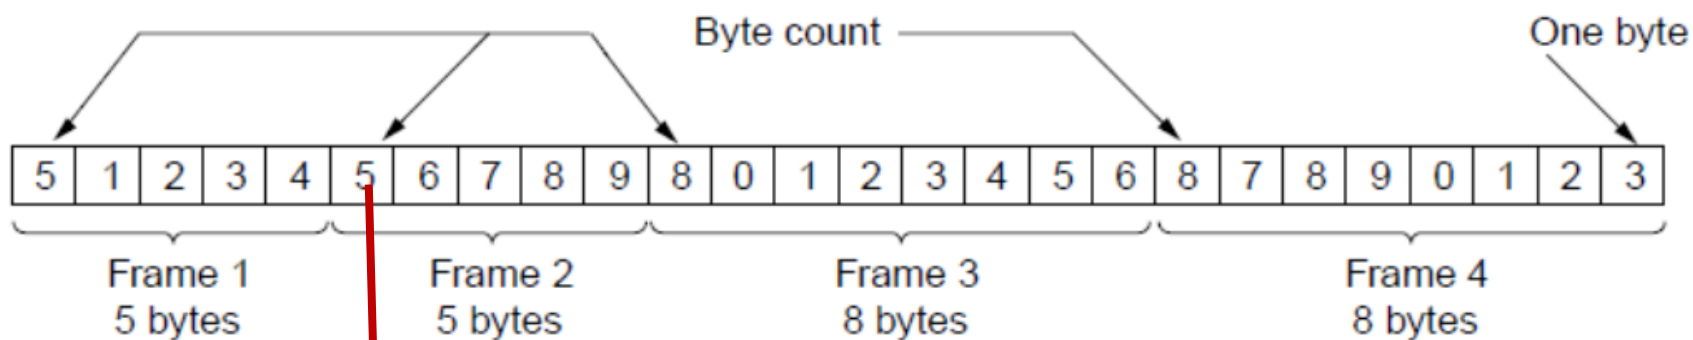 Byte count One byte
5 1 2 3 4 5 6 7 8 9 8 0 1 2 3 4 5 6 8 7 8 9 0 1 2 3
Frame 1 Frame 2 Frame 3 Frame 4
5 bytes 5 bytes 8 bytes 8 bytes